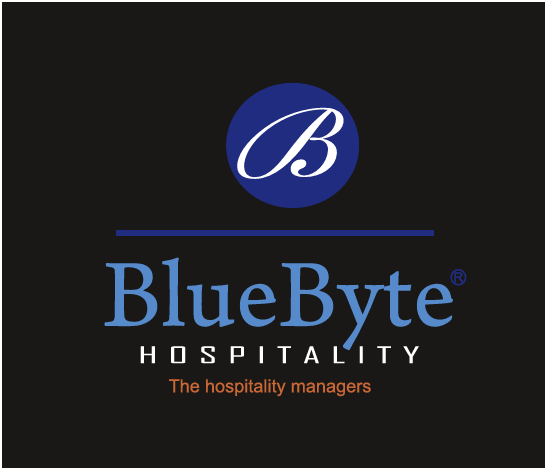 B
BlueByte®
HOSPITALITY
The hospitality managers